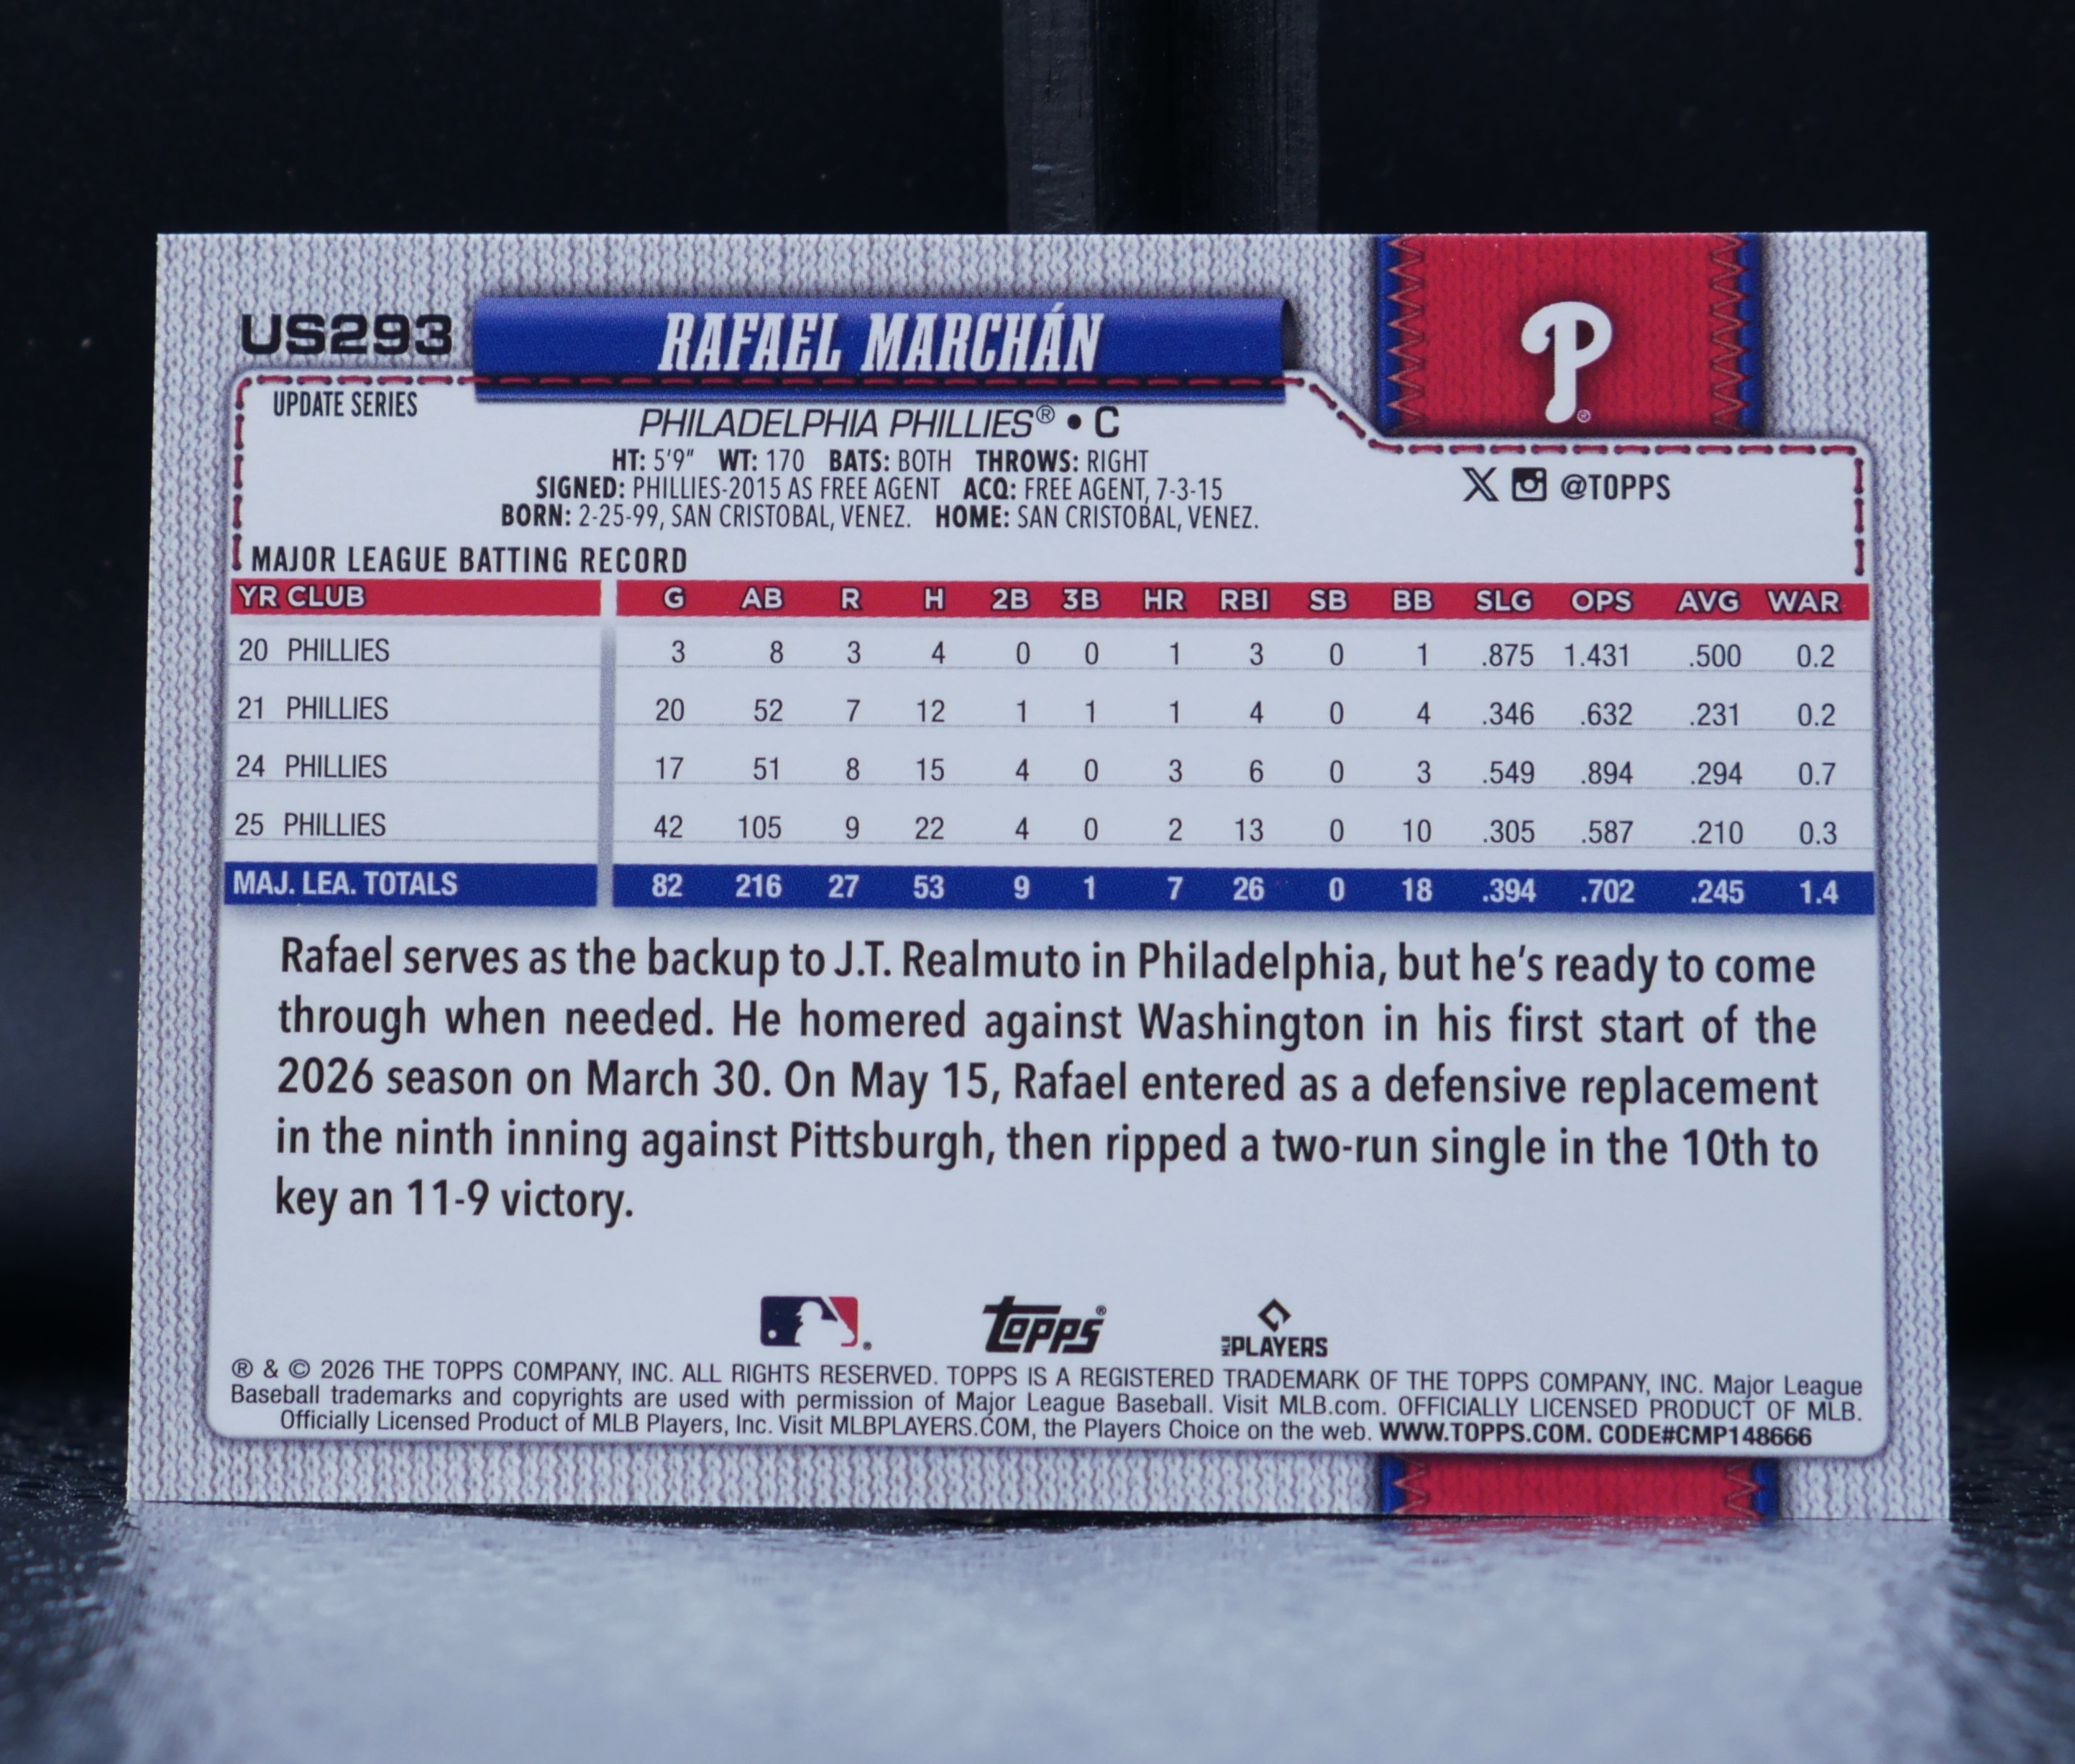 US293
RAFAEL MARCHÁN
P®
UPDATE SERIES
PHILADELPHIA PHILLIES® • C
HT: 5'9" WT: 170 BATS: BOTH THROWS: RIGHT
SIGNED: PHILLIES-2015 AS FREE AGENT ACQ: FREE AGENT, 7-3-15
BORN: 2-25-99, SAN CRISTOBAL, VENEZ. HOME: SAN CRISTOBAL, VENEZ.
@TOPPS
MAJOR LEAGUE BATTING RECORD
YR CLUB G AB R H 2B 3B HR RBI SB BB SLG OPS AVG WAR
20 PHILLIES 3 8 3 4 0 0 1 3 0 1 .875 1.431 .500 0.2
21 PHILLIES 20 52 7 12 1 1 1 4 0 4 .346 .632 .231 0.2
24 PHILLIES 17 51 8 15 4 0 3 6 0 3 .549 .894 .294 0.7
25 PHILLIES 42 105 9 22 4 0 2 13 0 10 .305 .587 .210 0.3
MAJ. LEA. TOTALS 82 216 27 53 9 1 7 26 0 18 .394 .702 .245 1.4
Rafael serves as the backup to J.T. Realmuto in Philadelphia, but he's ready to come
through when needed. He homered against Washington in his first start of the
2026 season on March 30. On May 15, Rafael entered as a defensive replacement
in the ninth inning against Pittsburgh, then ripped a two-run single in the 10th to
key an 11-9 victory.
topps® MLB PLAYERS
® & © 2026 THE TOPPS COMPANY, INC. ALL RIGHTS RESERVED. TOPPS IS A REGISTERED TRADEMARK OF THE TOPPS COMPANY, INC. Major League
Baseball trademarks and copyrights are used with permission of Major League Baseball. Visit MLB.com. OFFICIALLY LICENSED PRODUCT OF MLB.
Officially Licensed Product of MLB Players, Inc. Visit MLBPLAYERS.COM, the Players Choice on the web. WWW.TOPPS.COM. CODE#CMP148666